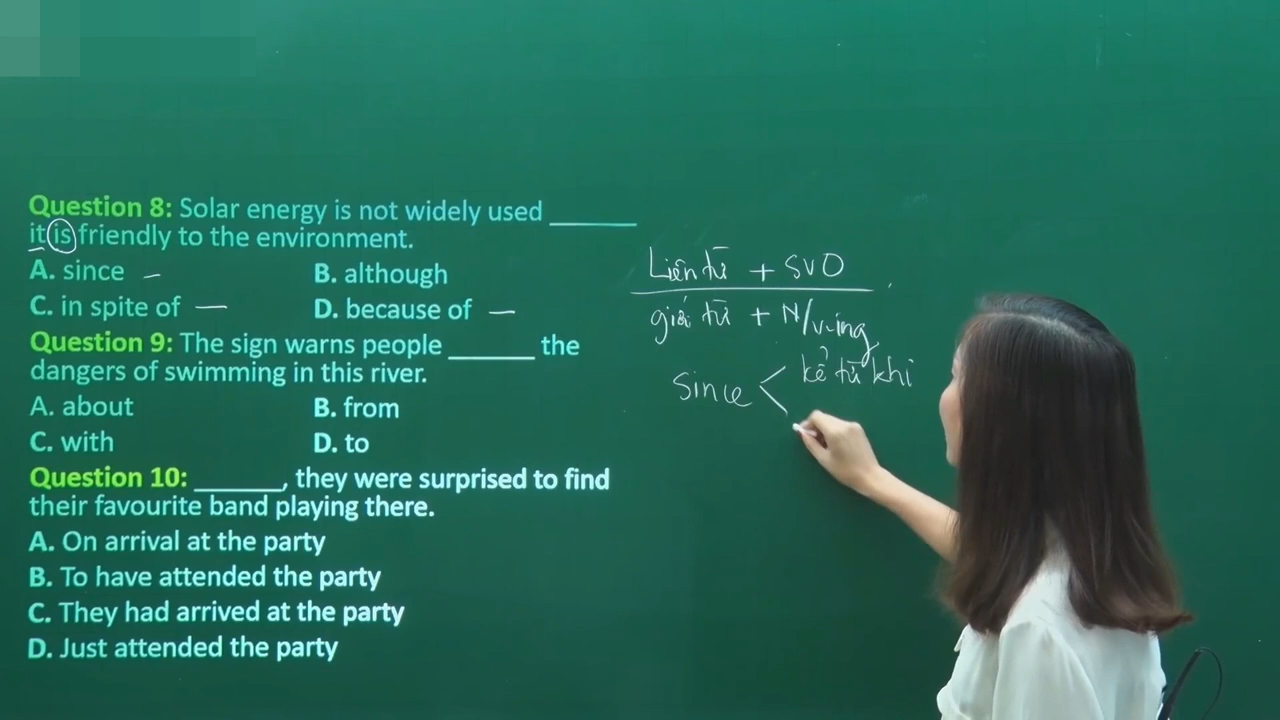 Question 8: Solar energy is not widely used ______
it is friendly to the environment.
A. since – B. although
C. in spite of — D. because of —
Question 9: The sign warns people ______ the
dangers of swimming in this river.
A. about B. from
C. with D. to
Question 10: ______, they were surprised to find
their favourite band playing there.
A. On arrival at the party
B. To have attended the party
C. They had arrived at the party
D. Just attended the party
Liên từ + SVO
giới từ + N/V-ing
Since < kể từ khi